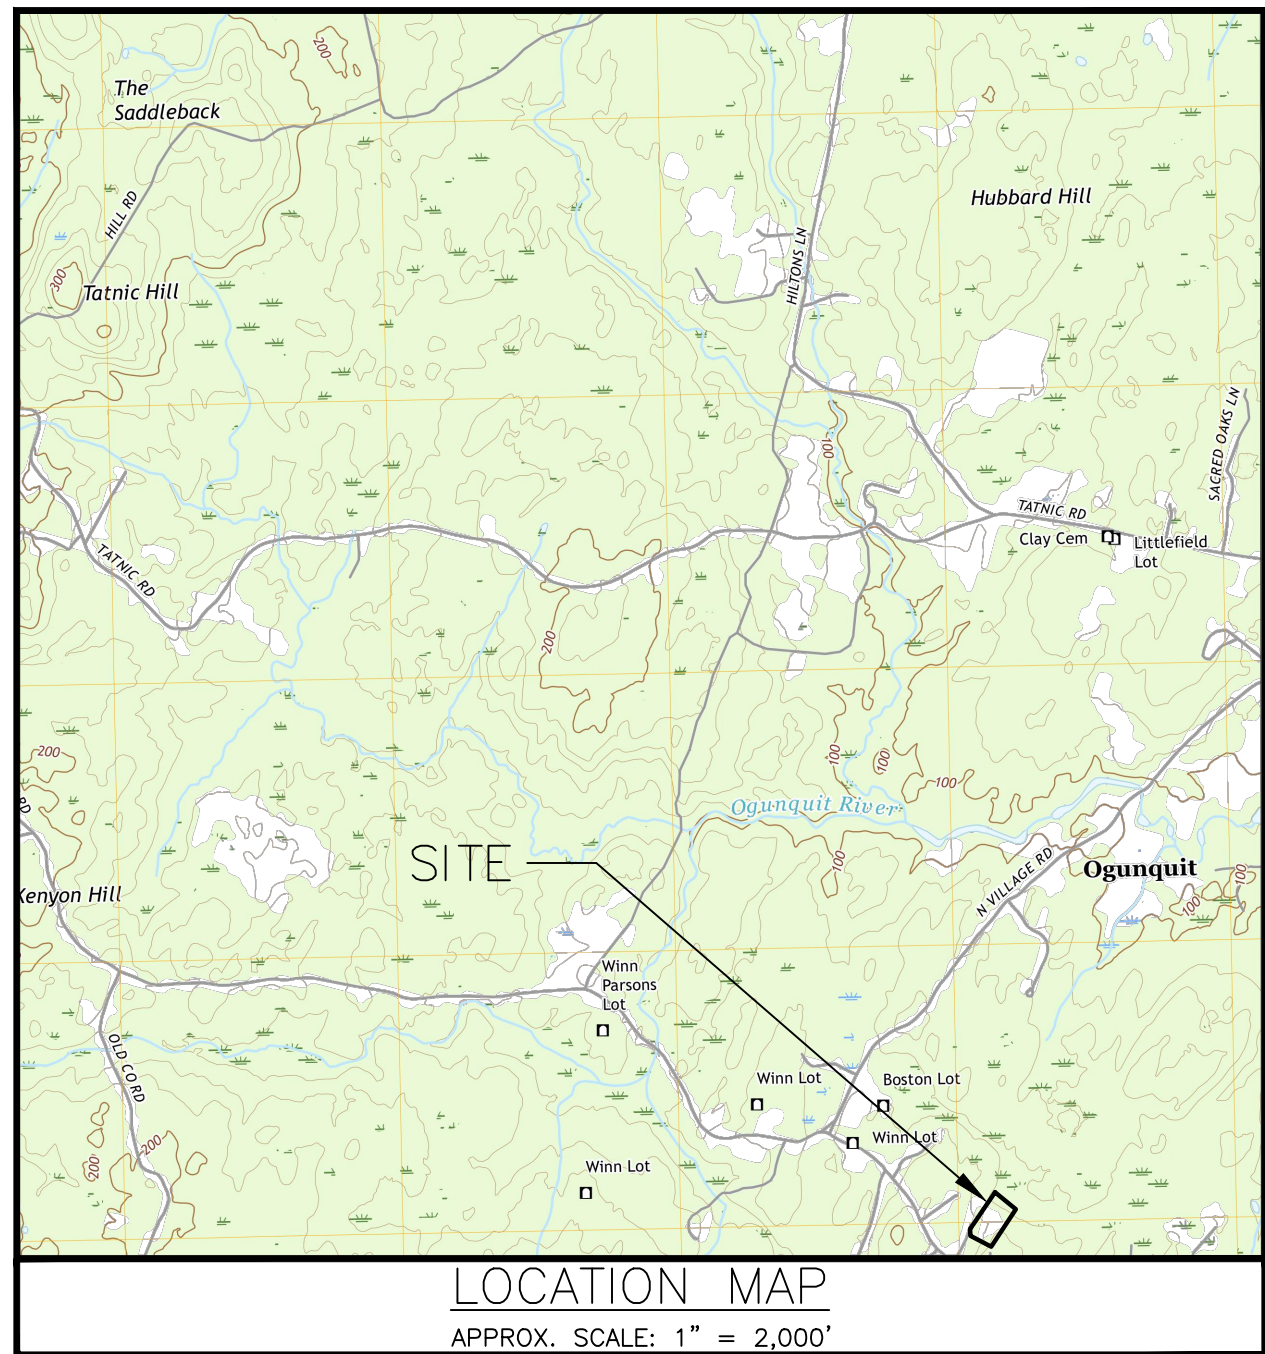 200
The
Saddleback
HILL RD
Hubbard Hill
HILTONS LN
300
Tatnic Hill
SACRED OAKS LN
100
TATNIC RD
Clay Cem
Littlefield
Lot
TATNIC RD
200
200
100
100
100
RD
Ogunquit River
100
N VILLAGE RD
Ogunquit
100
100
SITE
Kenyon Hill
Winn
Parsons
Lot
OLD CO RD
Winn Lot
Boston Lot
Winn Lot
Winn Lot
200
200
LOCATION MAP
APPROX. SCALE: 1" = 2,000'